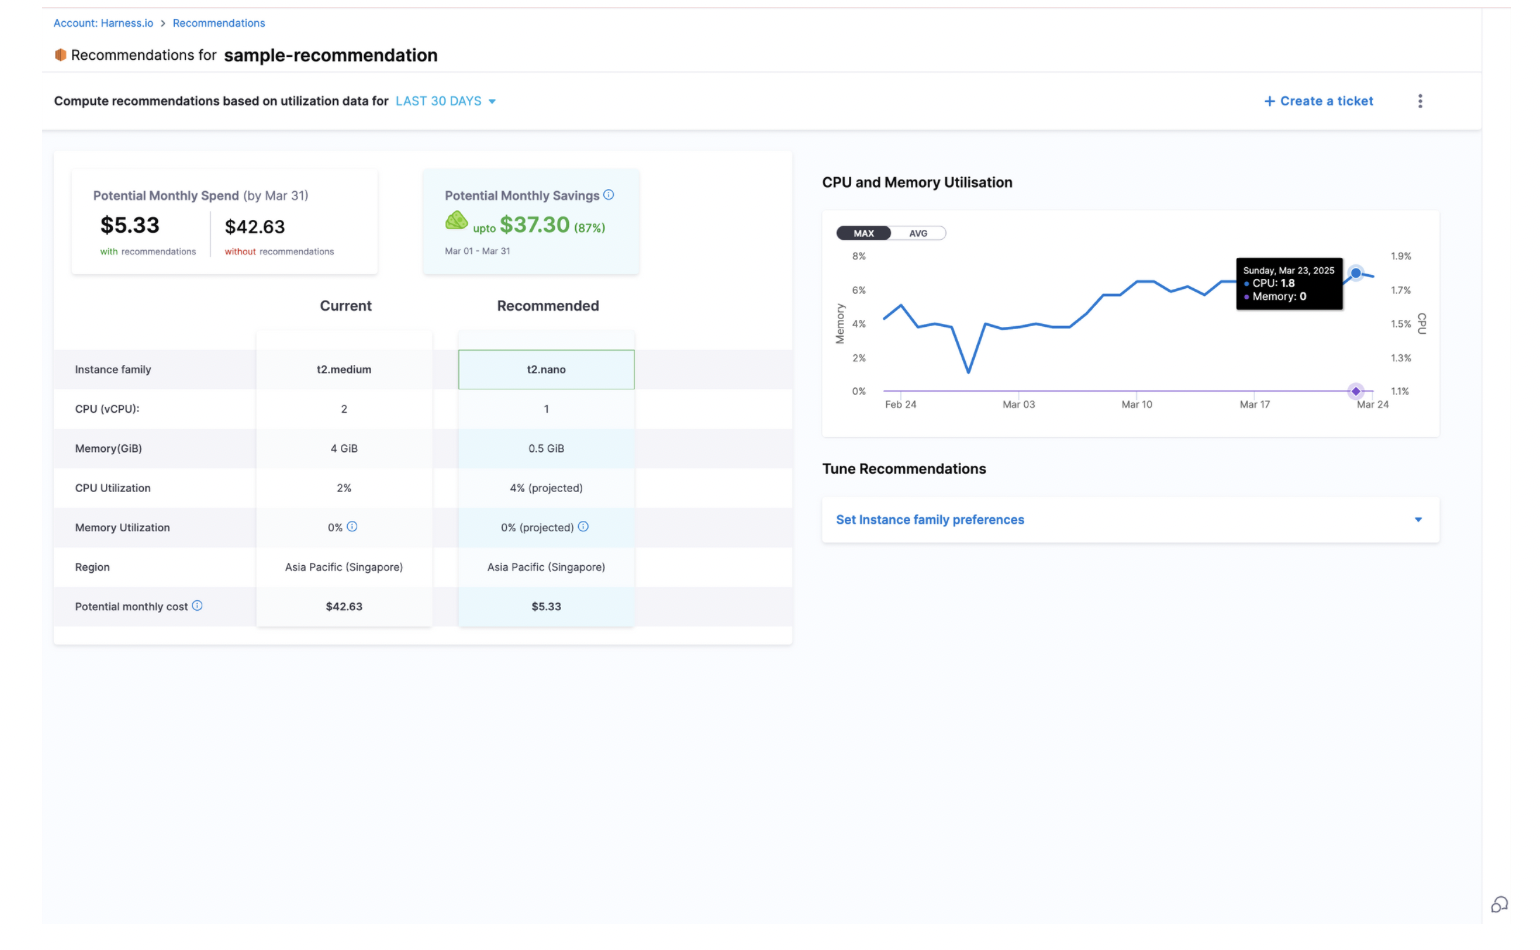 Account: Harness.io > Recommendations
Recommendations for sample-recommendation
Compute recommendations based on utilization data for LAST 30 DAYS
+ Create a ticket
Potential Monthly Spend (by Mar 31)
$5.33
with recommendations
$42.63
without recommendations
Potential Monthly Savings
upto $37.30 (87%)
Mar 01 - Mar 31
Current Recommended
Instance family t2.medium t2.nano
CPU (vCPU): 2 1
Memory(GiB) 4 GiB 0.5 GiB
CPU Utilization 2% 4% (projected)
Memory Utilization 0% 0% (projected)
Region Asia Pacific (Singapore) Asia Pacific (Singapore)
Potential monthly cost $42.63 $5.33
CPU and Memory Utilisation
MAX AVG
8% 1.9%
6% 1.7%
4% 1.5%
2% 1.3%
0% 1.1%
Memory
CPU
Sunday, Mar 23, 2025
CPU: 1.8
Memory: 0
Feb 24 Mar 03 Mar 10 Mar 17 Mar 24
Tune Recommendations
Set Instance family preferences